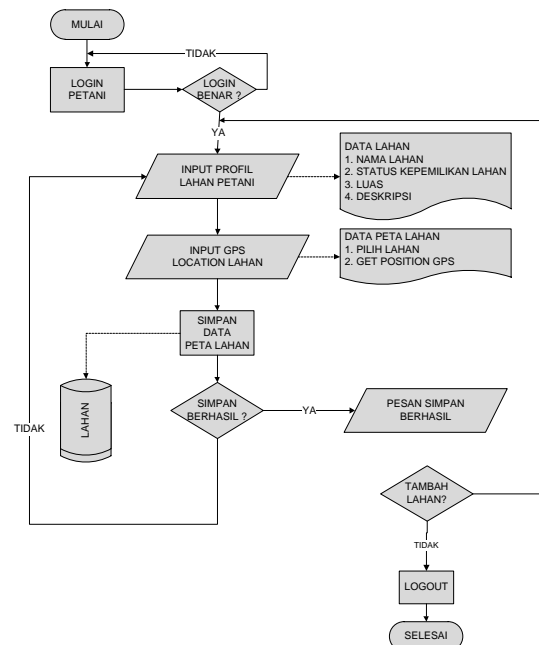 MULAI
TIDAK
LOGIN
PETANI
LOGIN
BENAR ?
YA
INPUT PROFIL
LAHAN PETANI
DATA LAHAN
1. NAMA LAHAN
2. STATUS KEPEMILIKAN LAHAN
3. LUAS
4. DESKRIPSI
INPUT GPS
LOCATION LAHAN
DATA PETA LAHAN
1. PILIH LAHAN
2. GET POSITION GPS
SIMPAN
DATA
PETA LAHAN
LAHAN
SIMPAN
BERHASIL ?
YA
PESAN SIMPAN
BERHASIL
TIDAK
TAMBAH
LAHAN?
TIDAK
LOGOUT
SELESAI